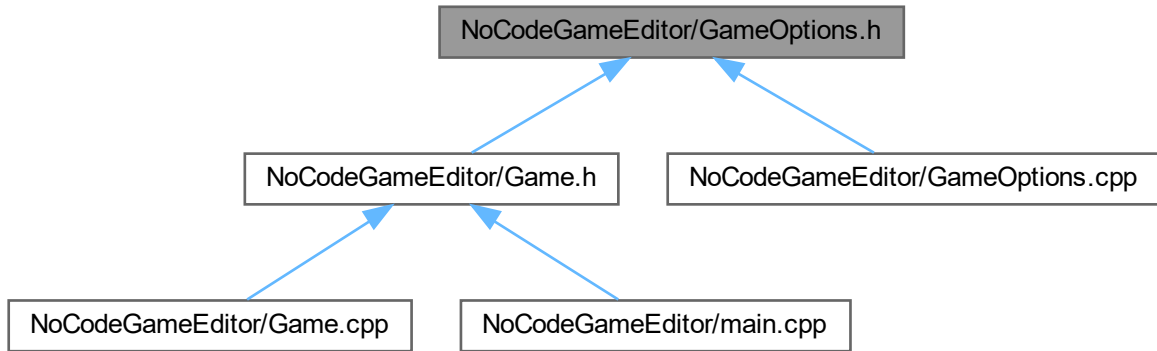 NoCodeGameEditor/GameOptions.h
NoCodeGameEditor/Game.h
NoCodeGameEditor/GameOptions.cpp
NoCodeGameEditor/Game.cpp
NoCodeGameEditor/main.cpp